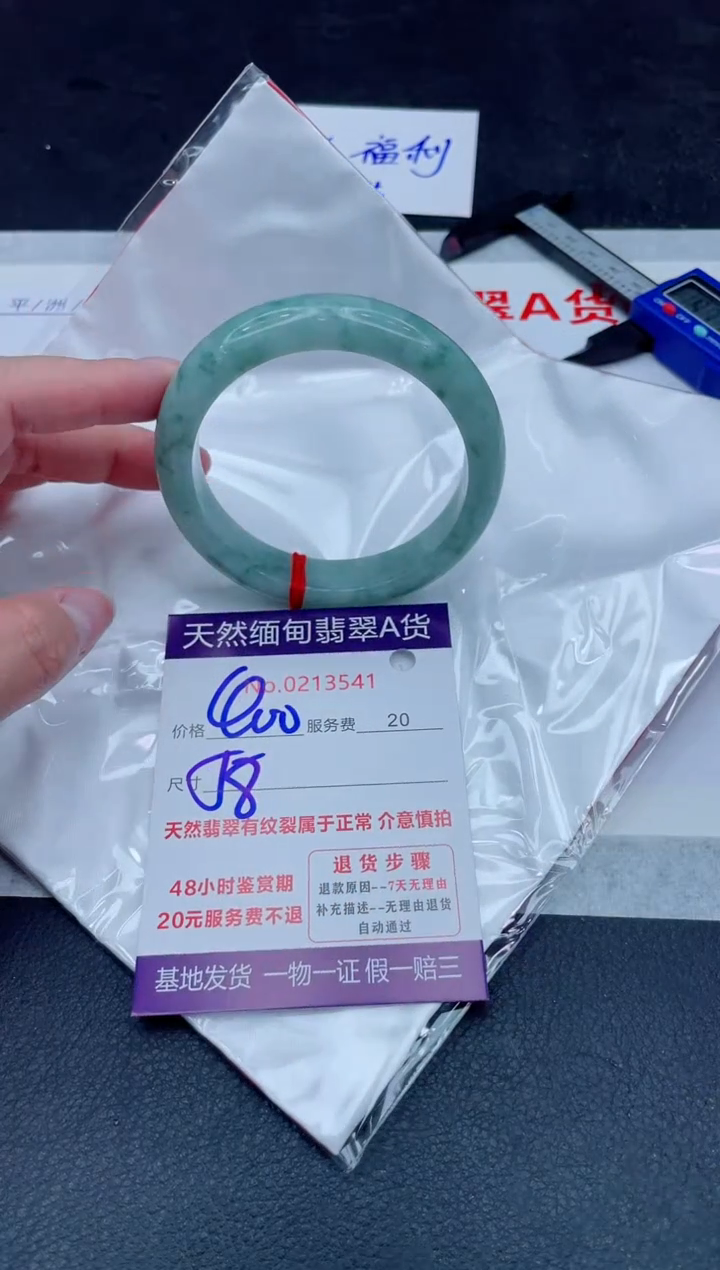 福利
平/洲/
翡翠A货
天然缅甸翡翠A货
No.0213541
价格 服务费 20
尺寸 58
天然翡翠有纹裂属于正常 介意慎拍
48小时鉴赏期
20元服务费不退
退货步骤
退款原因--7天无理由
补充描述--无理由退货
自动通过
基地发货 一物一证 假一赔三